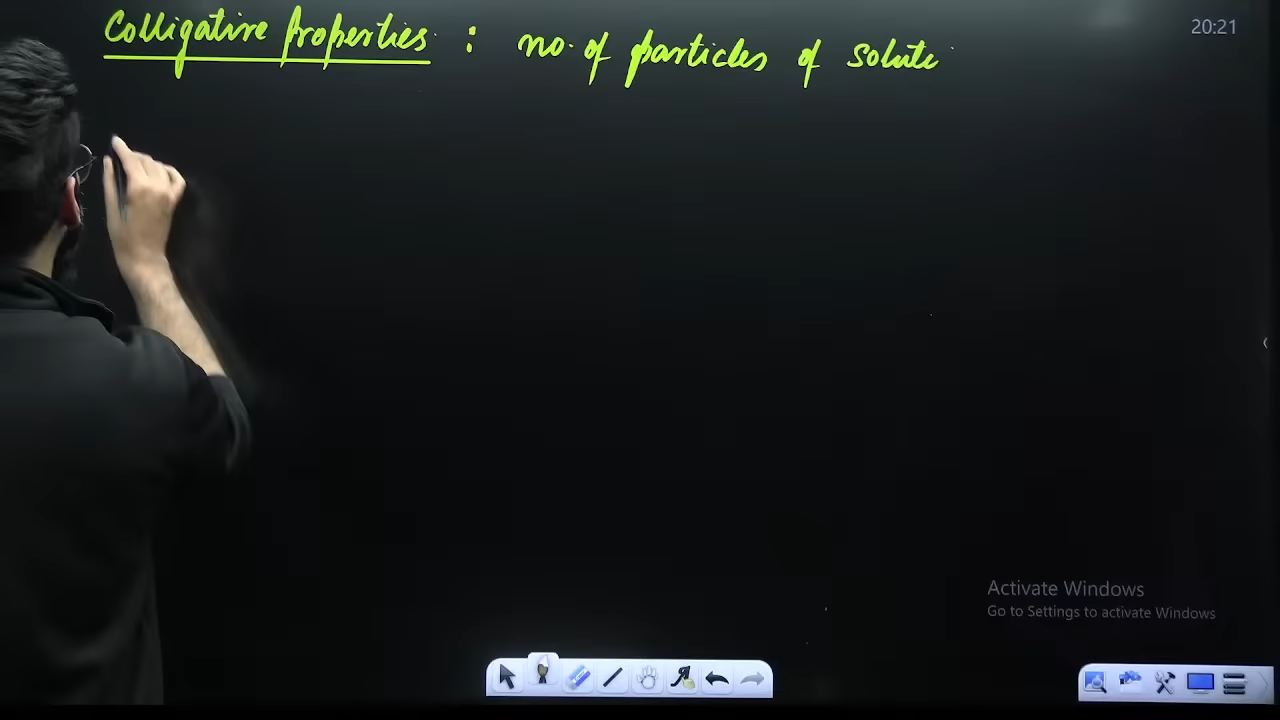 Colligative Properties : no. of particles of solute
20:21
Activate Windows
Go to Settings to activate Windows